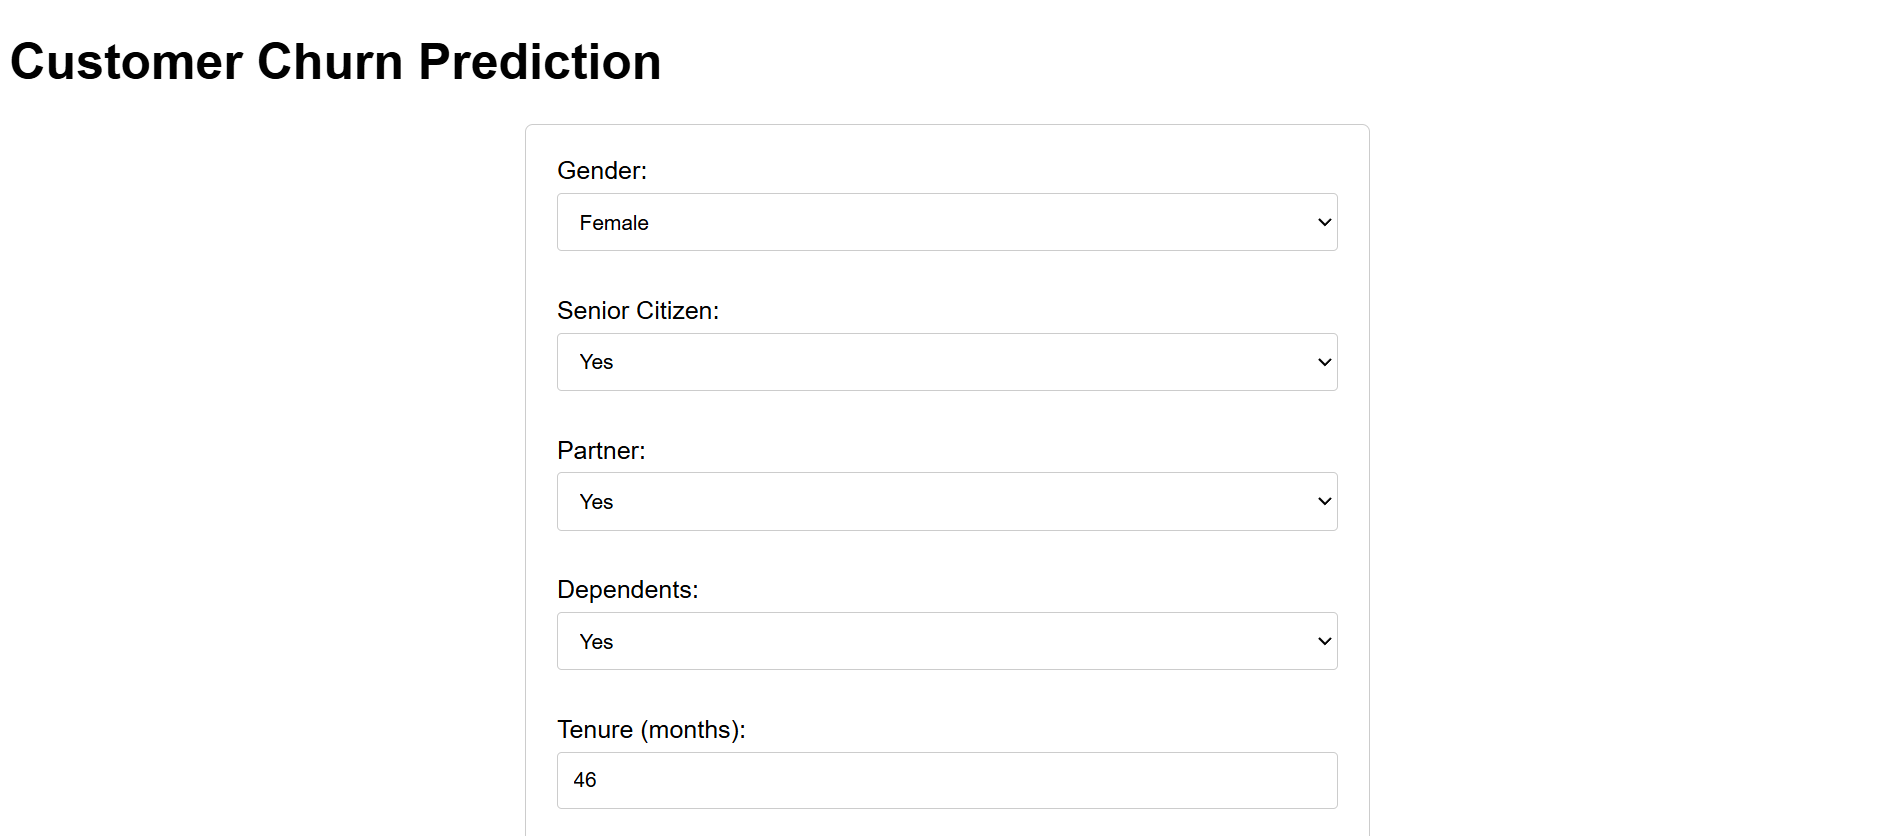 Customer Churn Prediction
Gender:
Female
Senior Citizen:
Yes
Partner:
Yes
Dependents:
Yes
Tenure (months):
46